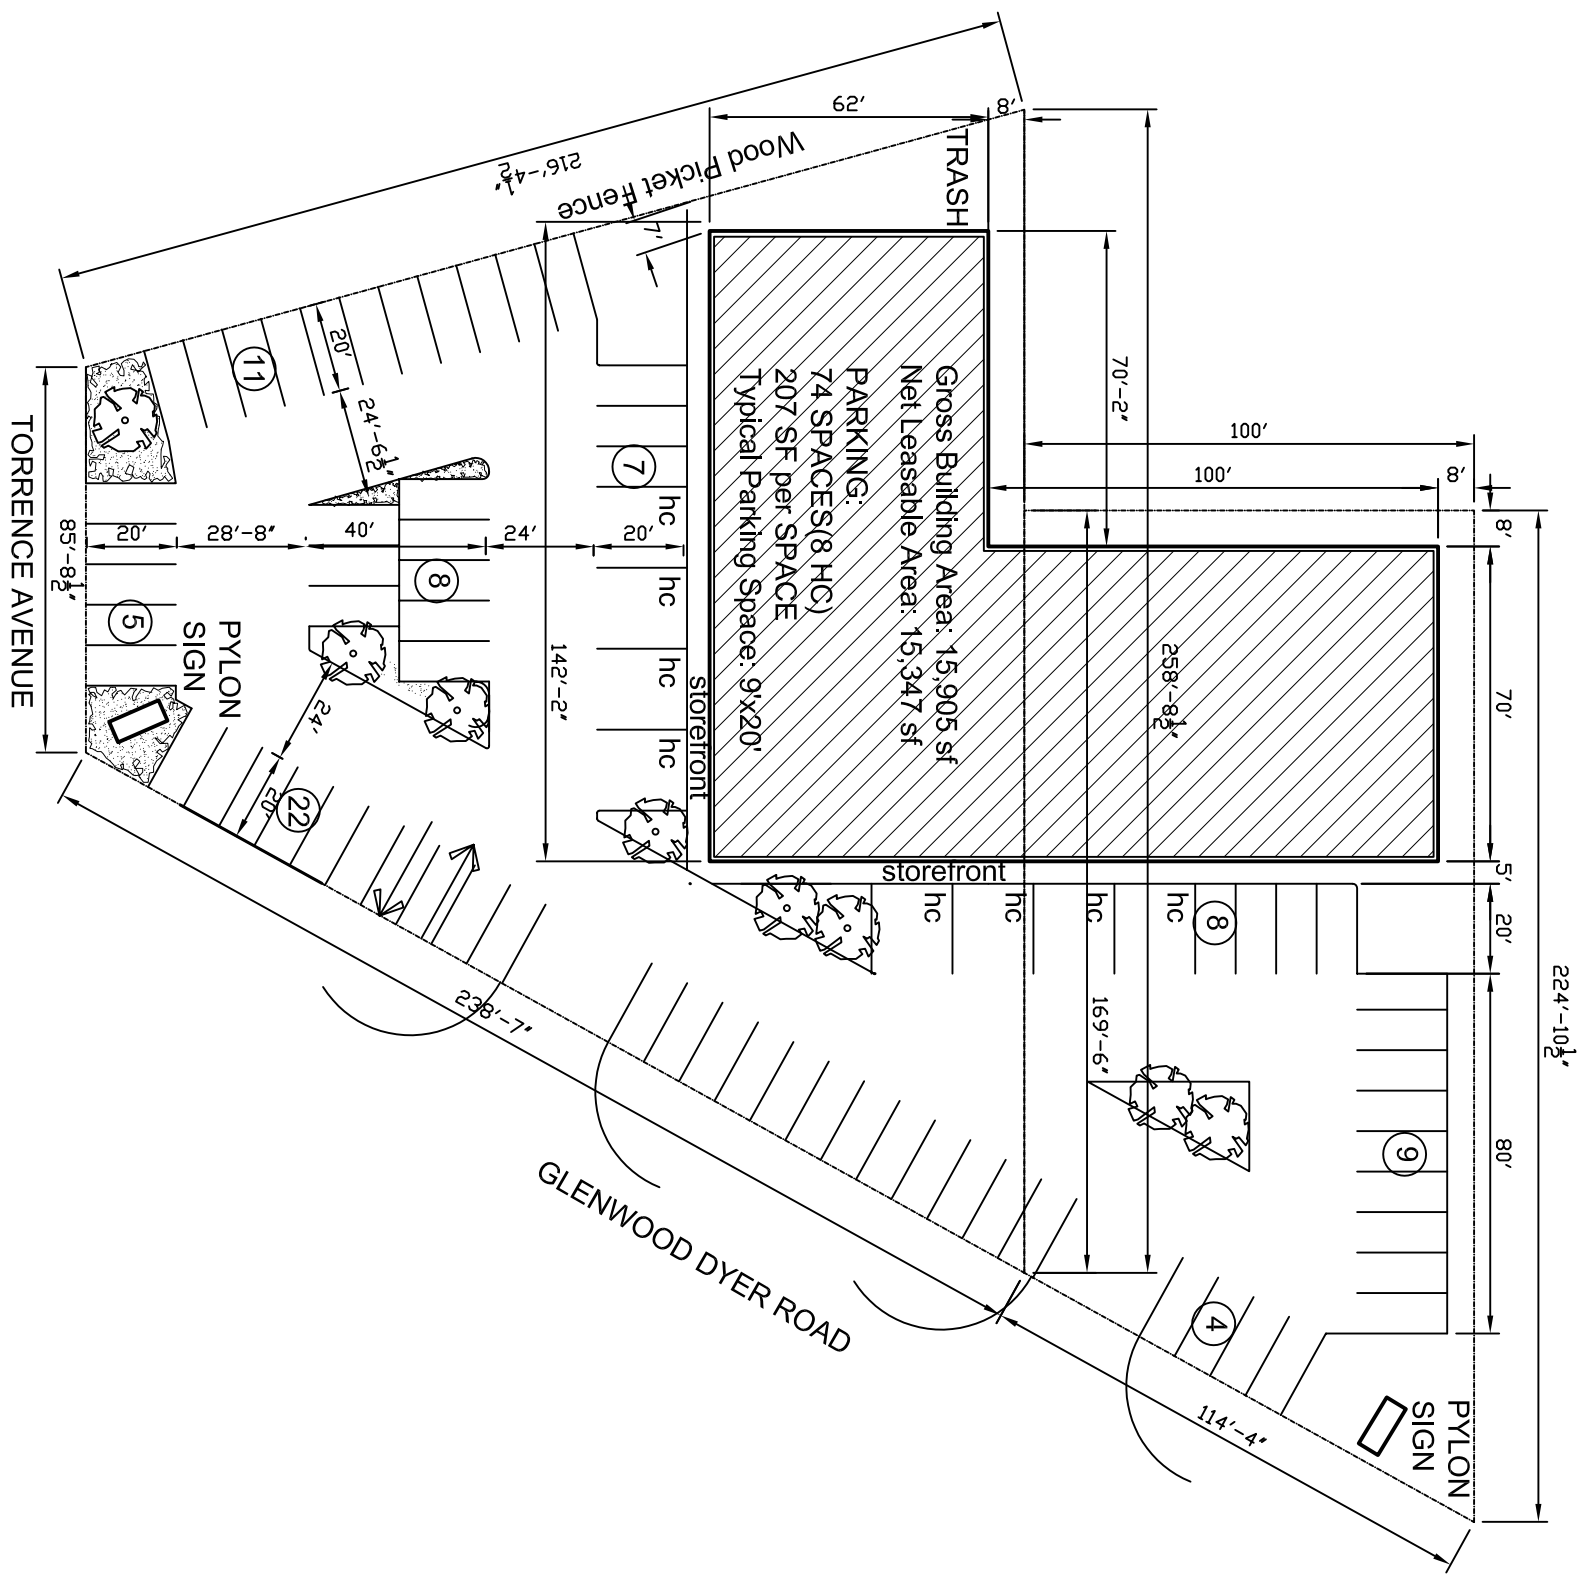 Gross Building Area: 15,905 sf
Net Leasable Area: 15,347 sf
PARKING:
74 SPACES(8 HC)
207 SF per SPACE
Typical Parking Space: 9'x20'
TRASH
Wood Picket Fence
216'-4½"
62'
8'
7'
70'-2"
100'
100'
8'
8'
70'
5'
20'
80'
224'-10½"
258'-8½"
169'-6"
142'-2"
storefront
storefront
hc
hc
hc
hc
hc
hc
hc
hc
11
7
8
5
22
8
9
4
20'
24'-6½"
20'
28'-8"
40'
24'
20'
24'
20'
85'-8½"
TORRENCE AVENUE
PYLON
SIGN
238'-7"
GLENWOOD DYER ROAD
114'-4"
PYLON
SIGN